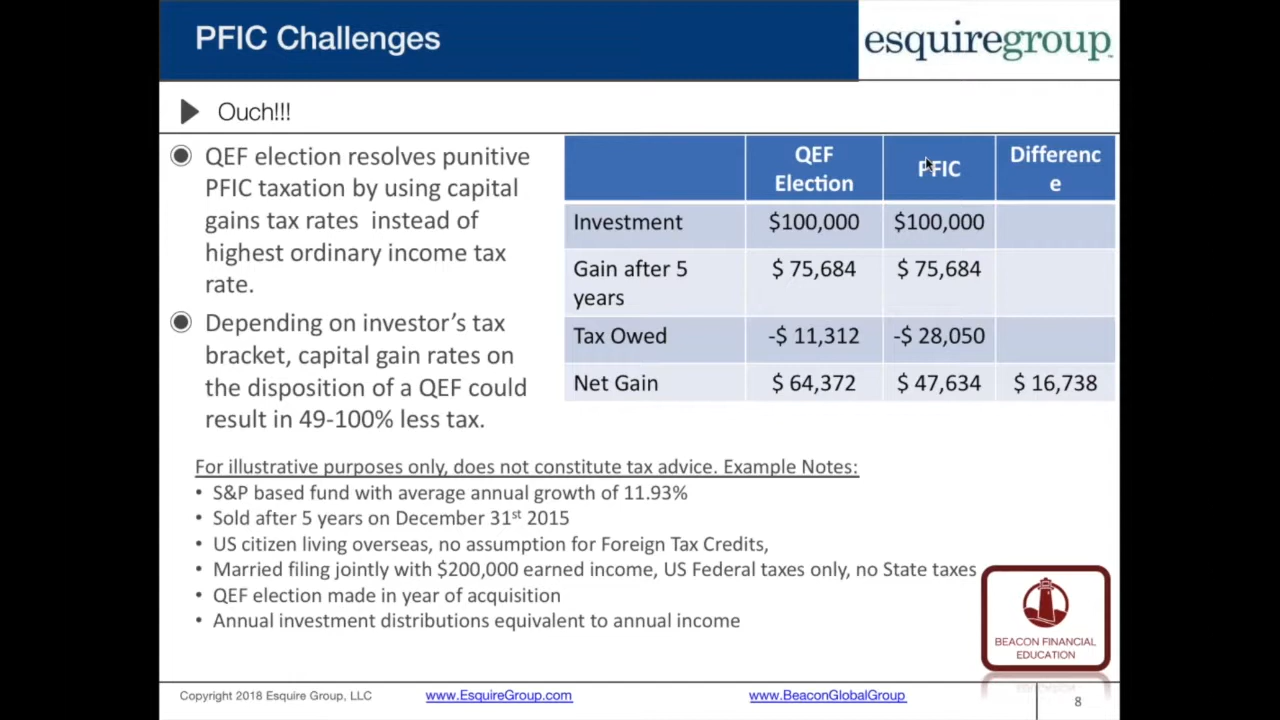 PFIC Challenges
esquiregroup
Ouch!!!
QEF election resolves punitive
PFIC taxation by using capital
gains tax rates instead of
highest ordinary income tax
rate.
Depending on investor's tax
bracket, capital gain rates on
the disposition of a QEF could
result in 49-100% less tax.
QEF Election PFIC Differenc
e
Investment $100,000 $100,000
Gain after 5 years $ 75,684 $ 75,684
Tax Owed -$ 11,312 -$ 28,050
Net Gain $ 64,372 $ 47,634 $ 16,738
For illustrative purposes only, does not constitute tax advice. Example Notes:
• S&P based fund with average annual growth of 11.93%
• Sold after 5 years on December 31st 2015
• US citizen living overseas, no assumption for Foreign Tax Credits,
• Married filing jointly with $200,000 earned income, US Federal taxes only, no State taxes
• QEF election made in year of acquisition
• Annual investment distributions equivalent to annual income
BEACON FINANCIAL
EDUCATION
Copyright 2018 Esquire Group, LLC www.EsquireGroup.com www.BeaconGlobalGroup 8